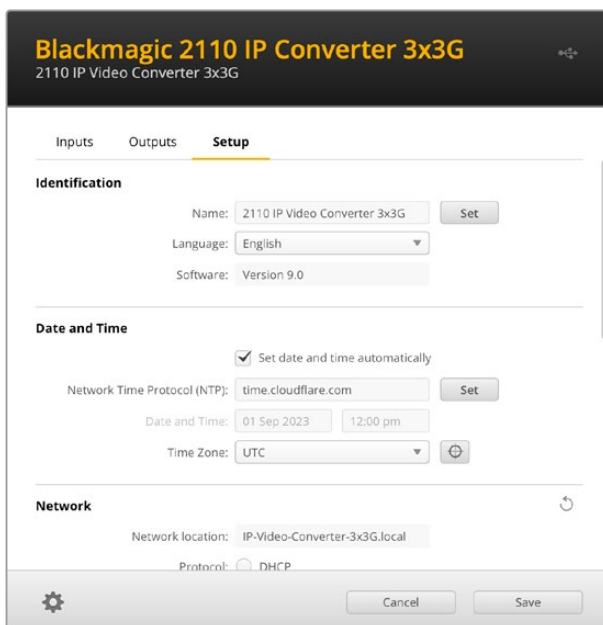 Blackmagic 2110 IP Converter 3x3G
2110 IP Video Converter 3x3G
Inputs Outputs Setup
Identification
Name: 2110 IP Video Converter 3x3G Set
Language: English
Software: Version 9.0
Date and Time
Set date and time automatically
Network Time Protocol (NTP): time.cloudflare.com Set
Date and Time: 01 Sep 2023 12:00 pm
Time Zone: UTC
Network
Network location: IP-Video-Converter-3x3G.local
Protocol: DHCP
Cancel Save